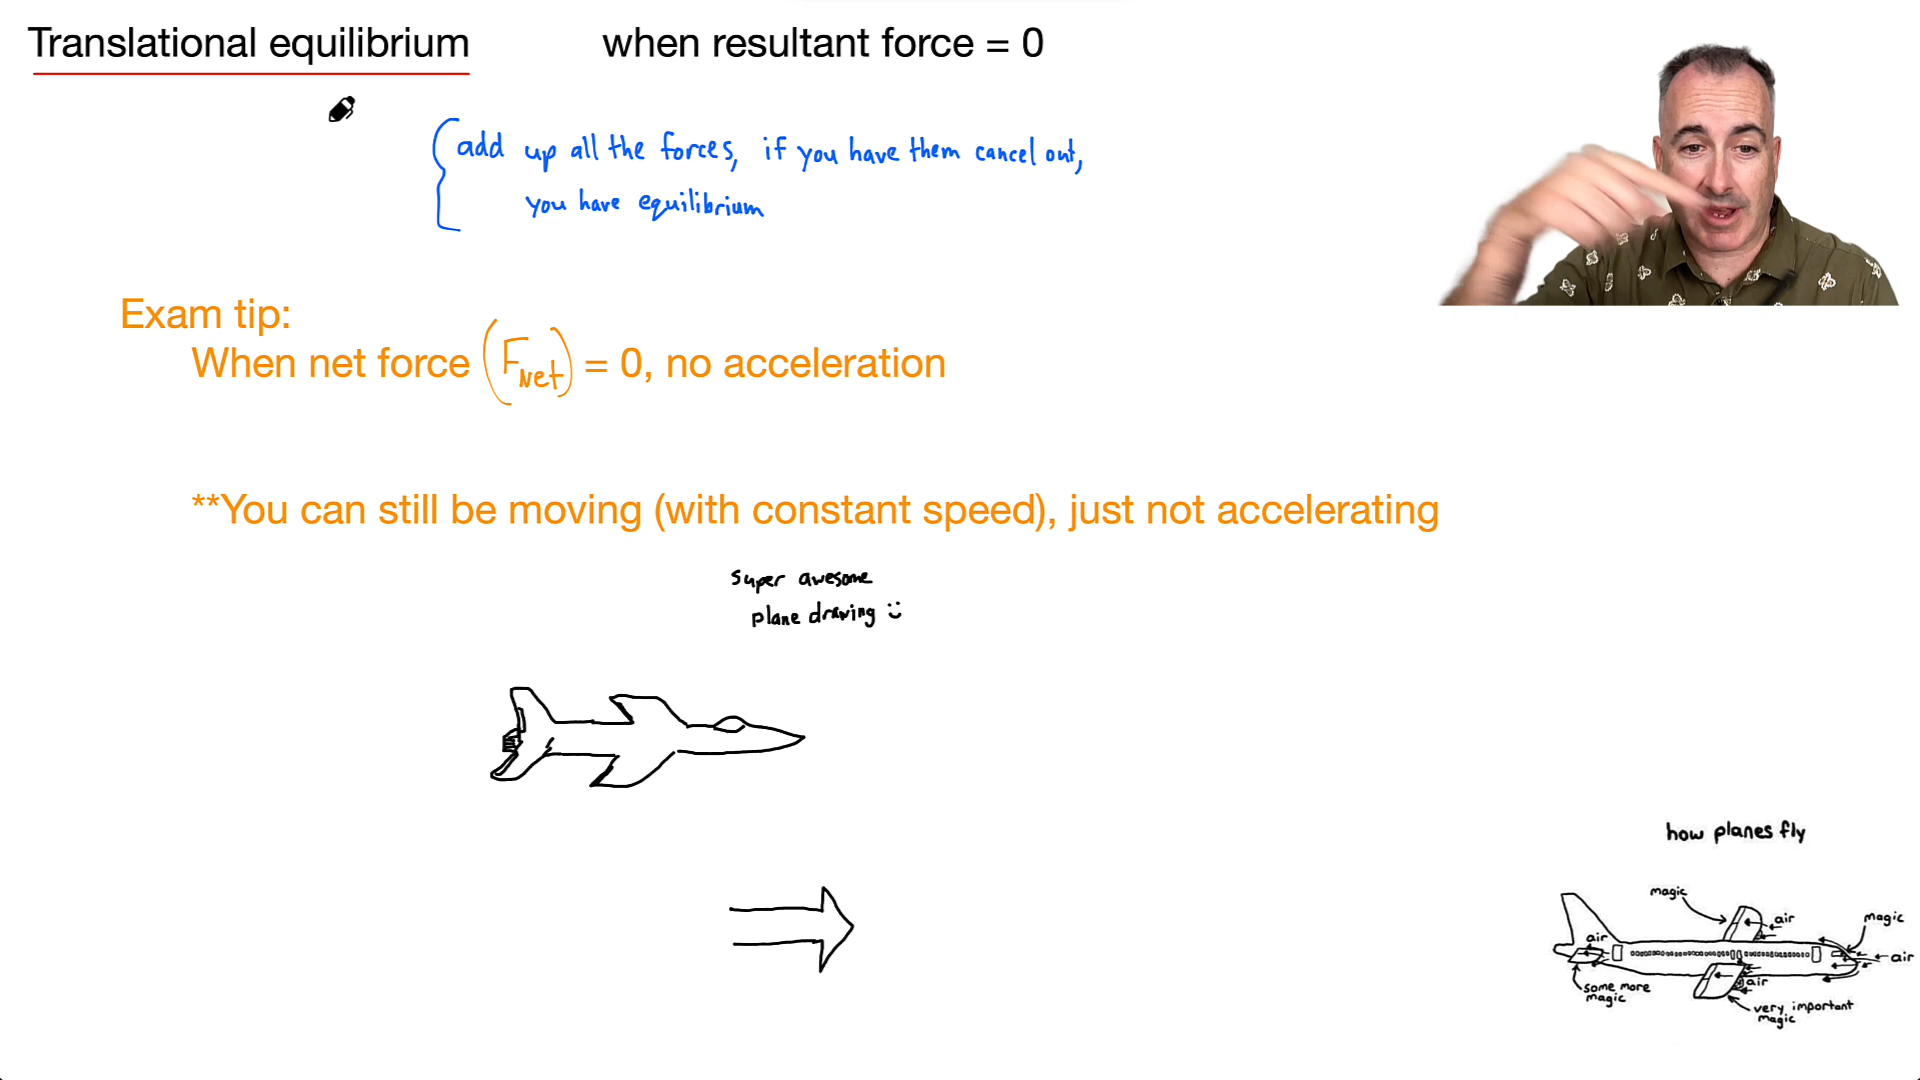 Translational equilibrium when resultant force = 0
add up all the forces, if you have them cancel out,
you have equilibrium
Exam tip:
When net force (FNet) = 0, no acceleration
**You can still be moving (with constant speed), just not accelerating
super awesome
plane drawing
how planes fly
magic
air
magic
air
air
some more
magic
air
very important
magic